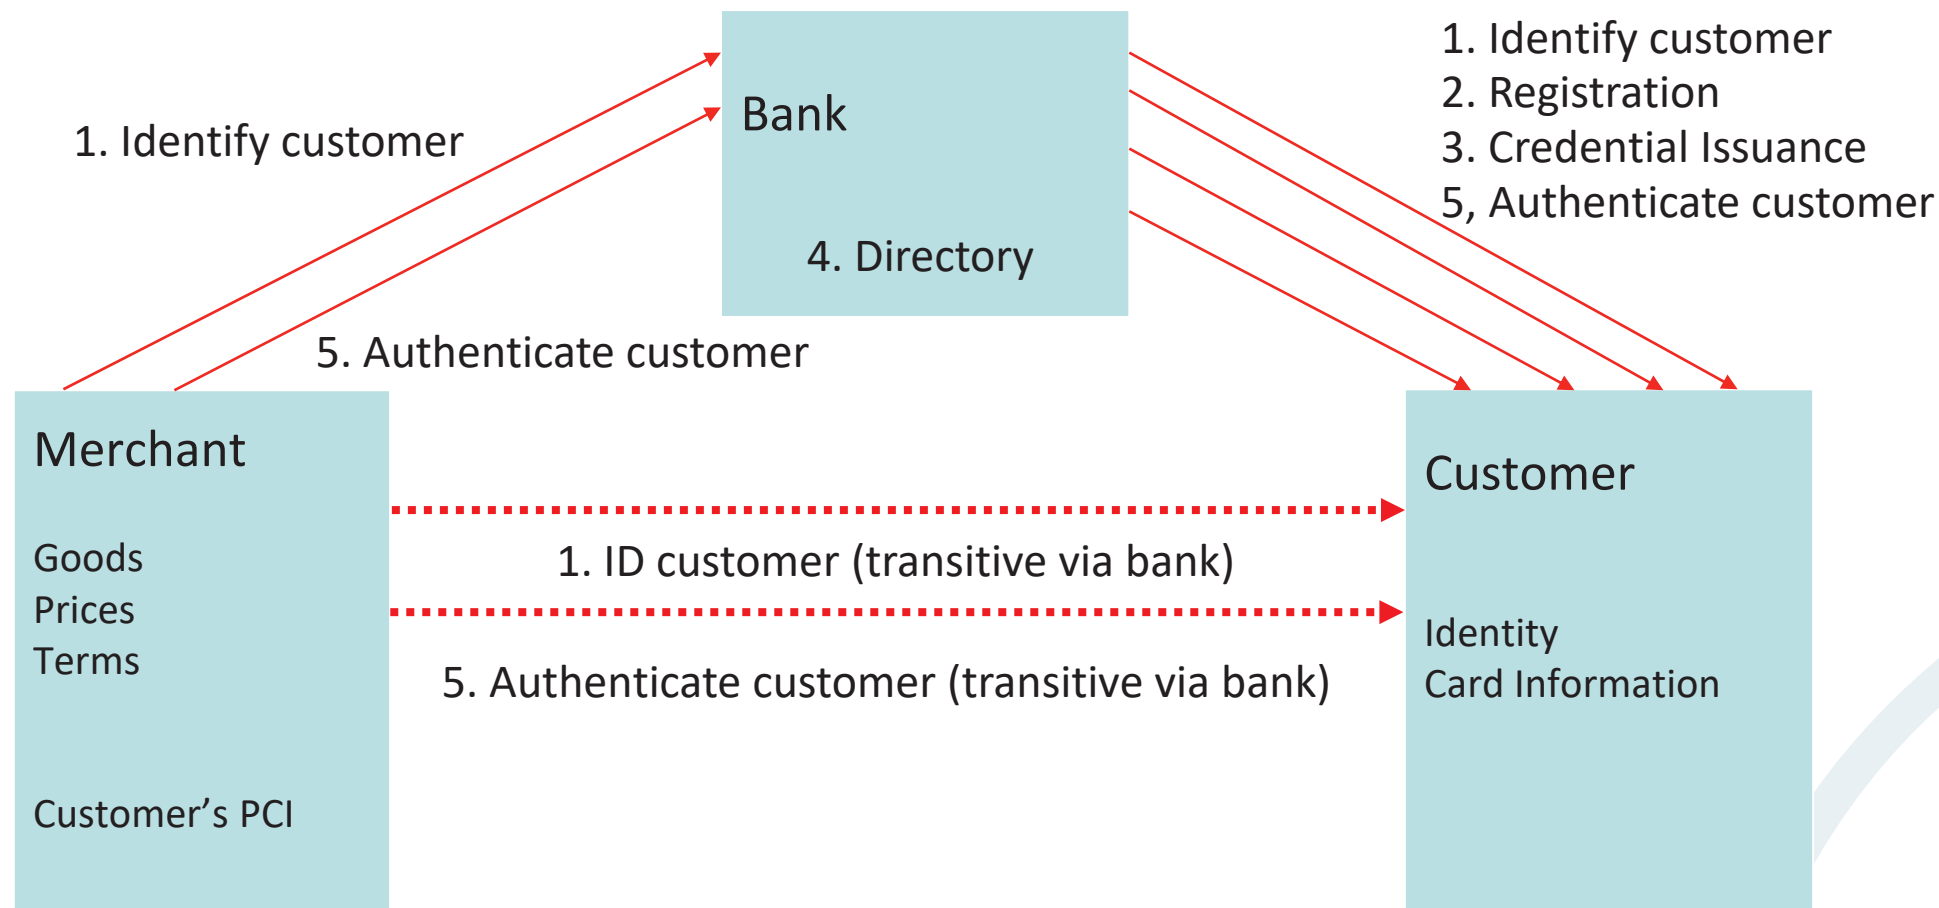 1. Identify customer
2. Registration
3. Credential Issuance
5, Authenticate customer
Bank
1. Identify customer
4. Directory
5. Authenticate customer
Merchant
Goods
Prices
Terms
Customer’s PCI
1. ID customer (transitive via bank)
5. Authenticate customer (transitive via bank)
Customer
Identity
Card Information